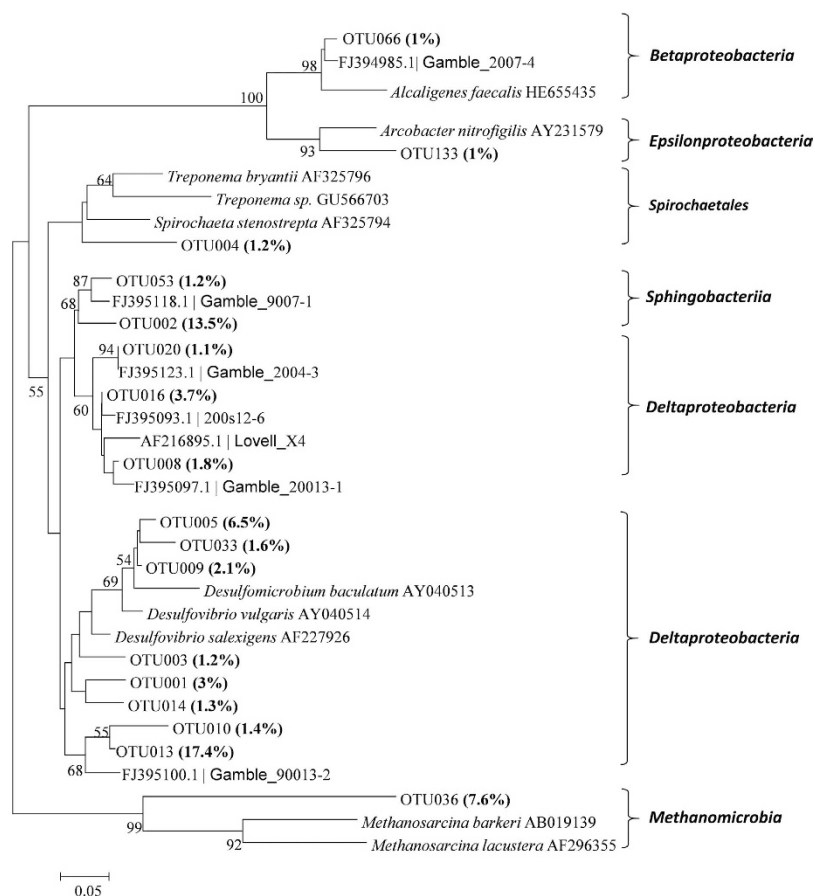 OTU066 (1%)
FJ394985.1| Gamble_2007-4
98
Alcaligenes faecalis HE655435
Betaproteobacteria
100
Arcobacter nitrofigilis AY231579
93
OTU133 (1%)
Epsilonproteobacteria
64
Treponema bryantii AF325796
Treponema sp. GU566703
Spirochaeta stenostrepta AF325794
OTU004 (1.2%)
Spirochaetales
87
OTU053 (1.2%)
68
FJ395118.1 | Gamble_9007-1
OTU002 (13.5%)
Sphingobacteriia
94
OTU020 (1.1%)
FJ395123.1 | Gamble_2004-3
55
OTU016 (3.7%)
60
FJ395093.1 | 200s12-6
AF216895.1 | Lovell_X4
OTU008 (1.8%)
FJ395097.1 | Gamble_20013-1
Deltaproteobacteria
OTU005 (6.5%)
OTU033 (1.6%)
54
OTU009 (2.1%)
69
Desulfomicrobium baculatum AY040513
Desulfovibrio vulgaris AY040514
Desulfovibrio salexigens AF227926
OTU003 (1.2%)
OTU001 (3%)
OTU014 (1.3%)
OTU010 (1.4%)
55
OTU013 (17.4%)
68
FJ395100.1 | Gamble_90013-2
Deltaproteobacteria
OTU036 (7.6%)
99
Methanosarcina barkeri AB019139
92
Methanosarcina lacustera AF296355
Methanomicrobia
0.05